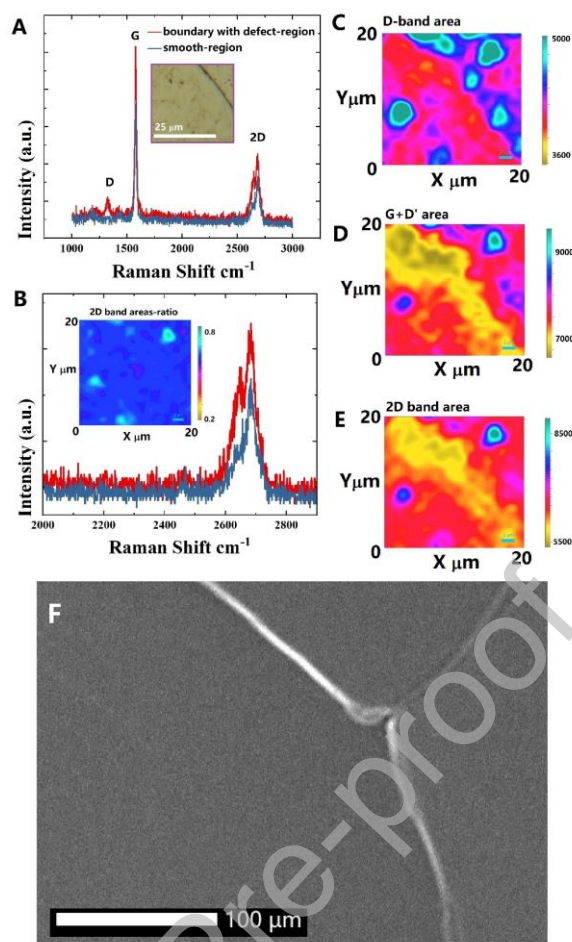 A
G
boundary with defect-region
smooth-region
25 µm
2D
D
Intensity (a.u.)
1000 1500 2000 2500 3000
Raman Shift cm-1
B
2D band areas-ratio
20
0.8
Y µm
0
0.2
0 X µm 20
Intensity (a.u.)
2000 2200 2400 2600 2800
Raman Shift cm-1
C
D-band area
20
5000
Yµm
0
3600
X µm 20
D
G+D' area
20
9000
Yµm
0
7000
X µm 20
E
2D band area
20
8500
Yµm
0
5500
X µm 20
F
100 µm
Pre-proof